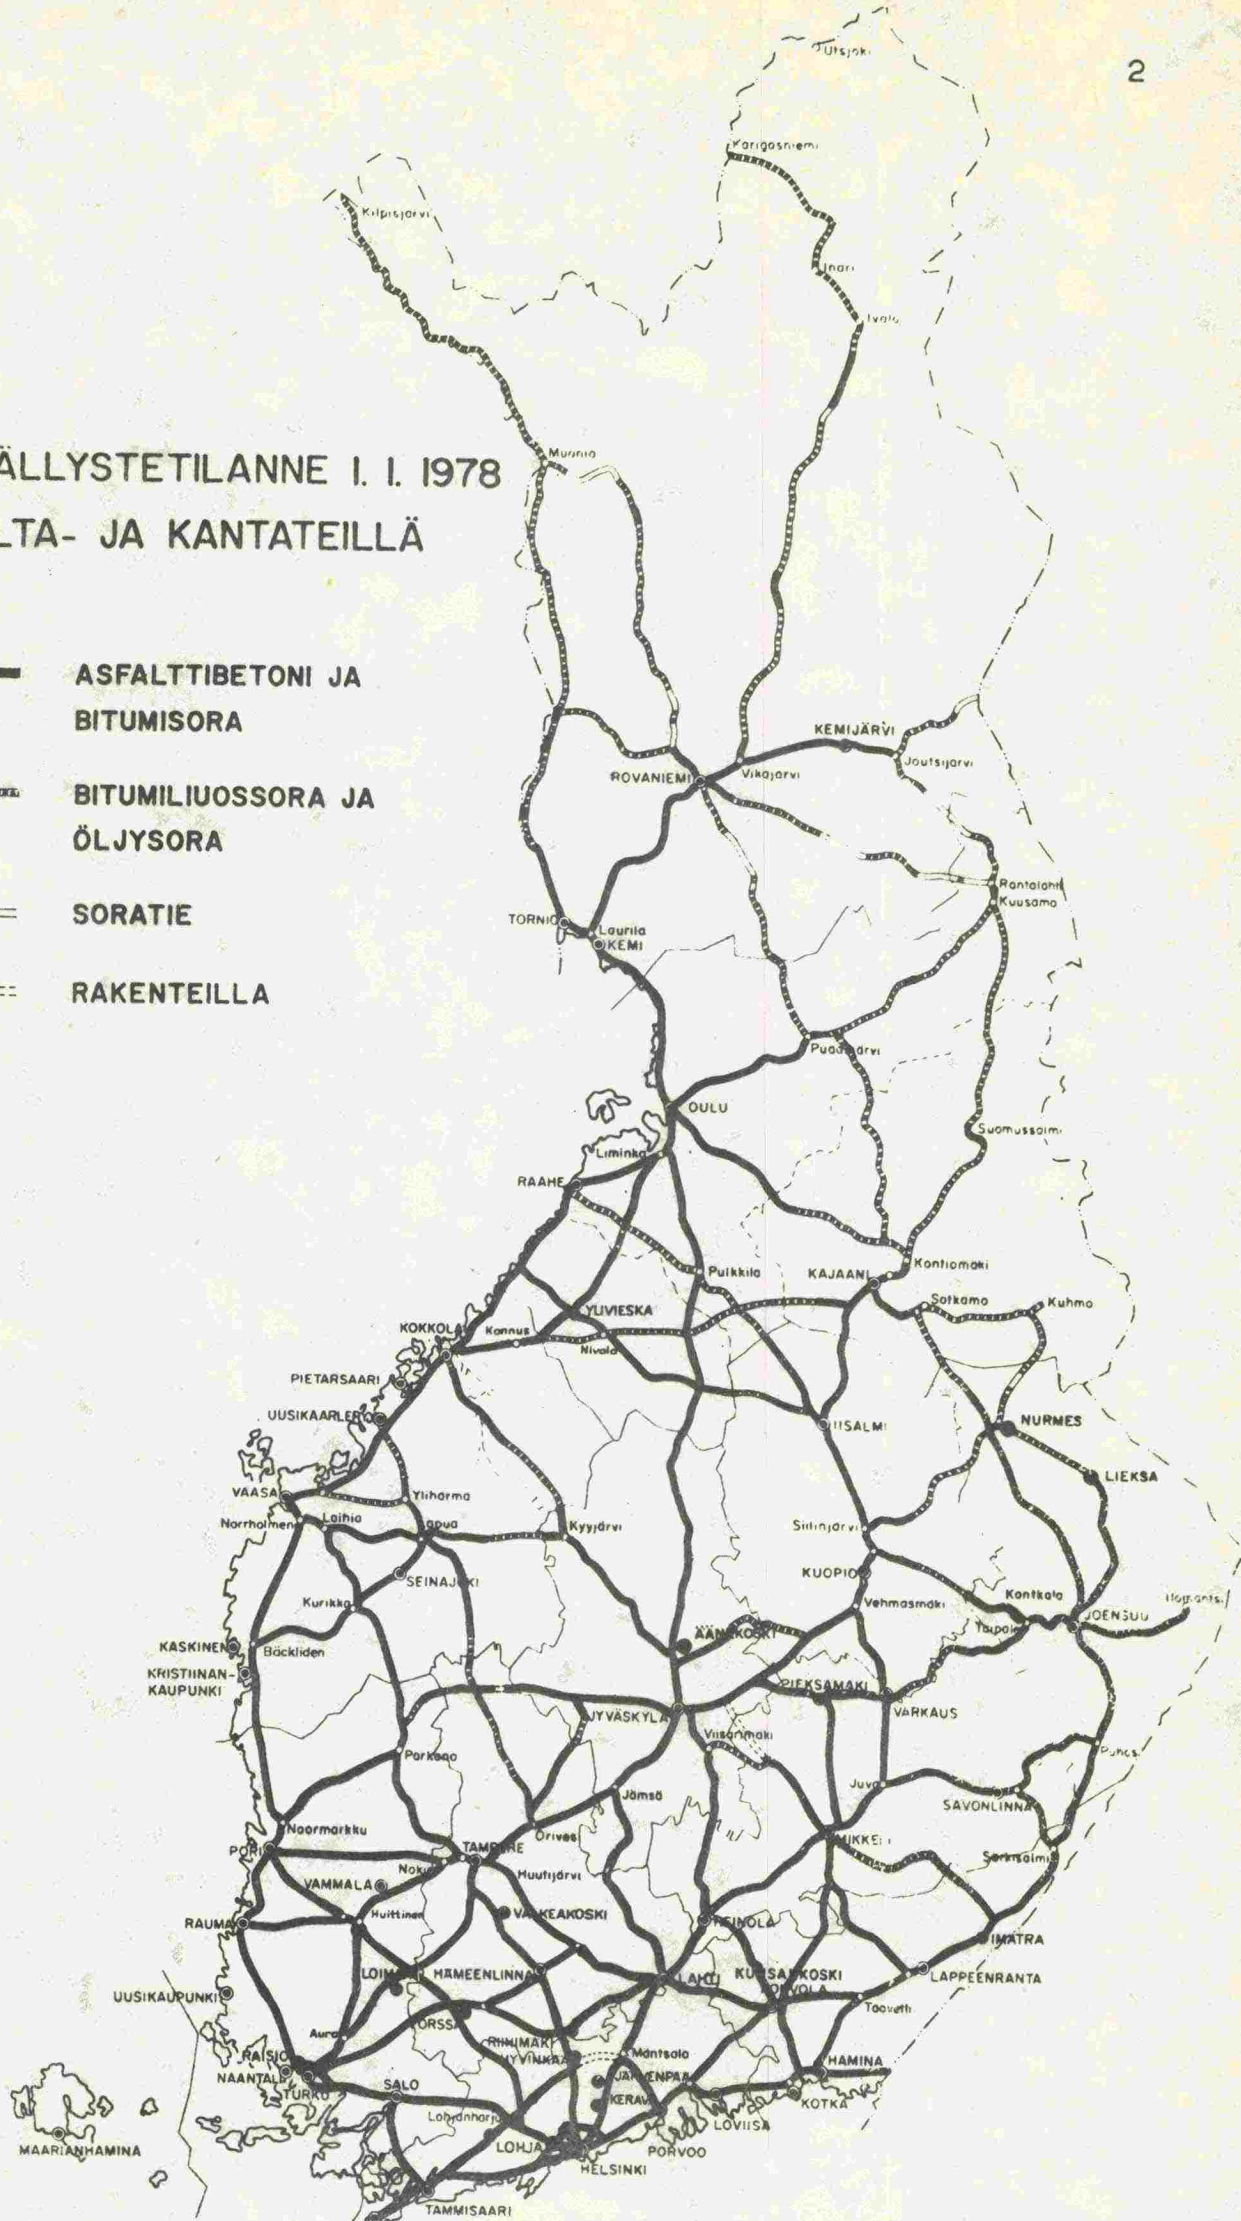 2
ÄLLYSTETILANNE 1. 1. 1978
LTA- JA KANTATEILLÄ
ASFALTTIBETONI JA
BITUMISORA
BITUMILIUOSSORA JA
ÖLJYSORA
SORATIE
RAKENTEILLA
Utsjoki
Karigasniemi
Kilpisjärvi
Inari
Ivalo
Muonio
KEMIJÄRVI
Joutsijärvi
ROVANIEMI
Vikajärvi
Rantalahti
Kuusamo
TORNIO
Laurila
KEMI
Pudasjärvi
OULU
Suomussalmi
Liminka
RAAHE
Kontiomäki
Pulkkila
KAJAANI
Sotkamo
Kuhmo
YLIVIESKA
KOKKOLA
Kannus
Nivala
PIETARSAARI
UUSIKAARLEPYY
IISALMI
NURMES
LIEKSA
VAASA
Ylihärmä
Norrholmen
Laihia
Lapua
Kyyjärvi
Siilinjärvi
KUOPIO
SEINÄJOKI
Kurikka
Vehmasmäki
Kontkala
JOENSUU
Ilomantsi
Taipale
KASKINEN
Bäckliden
ÄÄNEKOSKI
KRISTIINAN-
KAUPUNKI
PIEKSÄMÄKI
VARKAUS
JYVÄSKYLÄ
Viisarimäki
Parkano
Puhos
Juva
SAVONLINNA
Jämsä
Noormarkku
Orivesi
MIKKELI
PORI
TAMPERE
Nokia
Huutijärvi
Särkisalmi
VAMMALA
Huittinen
VALKEAKOSKI
RAUMA
HEINOLA
IMATRA
LOIMAA
HÄMEENLINNA
LAHTI
KUUSANKOSKI
KOUVOLA
LAPPEENRANTA
UUSIKAUPUNKI
Taavetti
FORSSA
Aura
RIIHIMÄKI
HYVINKÄÄ
Mäntsälä
RAISIO
NAANTALI
TURKU
JÄRVENPÄÄ
HAMINA
SALO
KERAVA
KOTKA
Lohjanharju
LOVIISA
LOHJA
PORVOO
MAARIANHAMINA
HELSINKI
TAMMISAARI